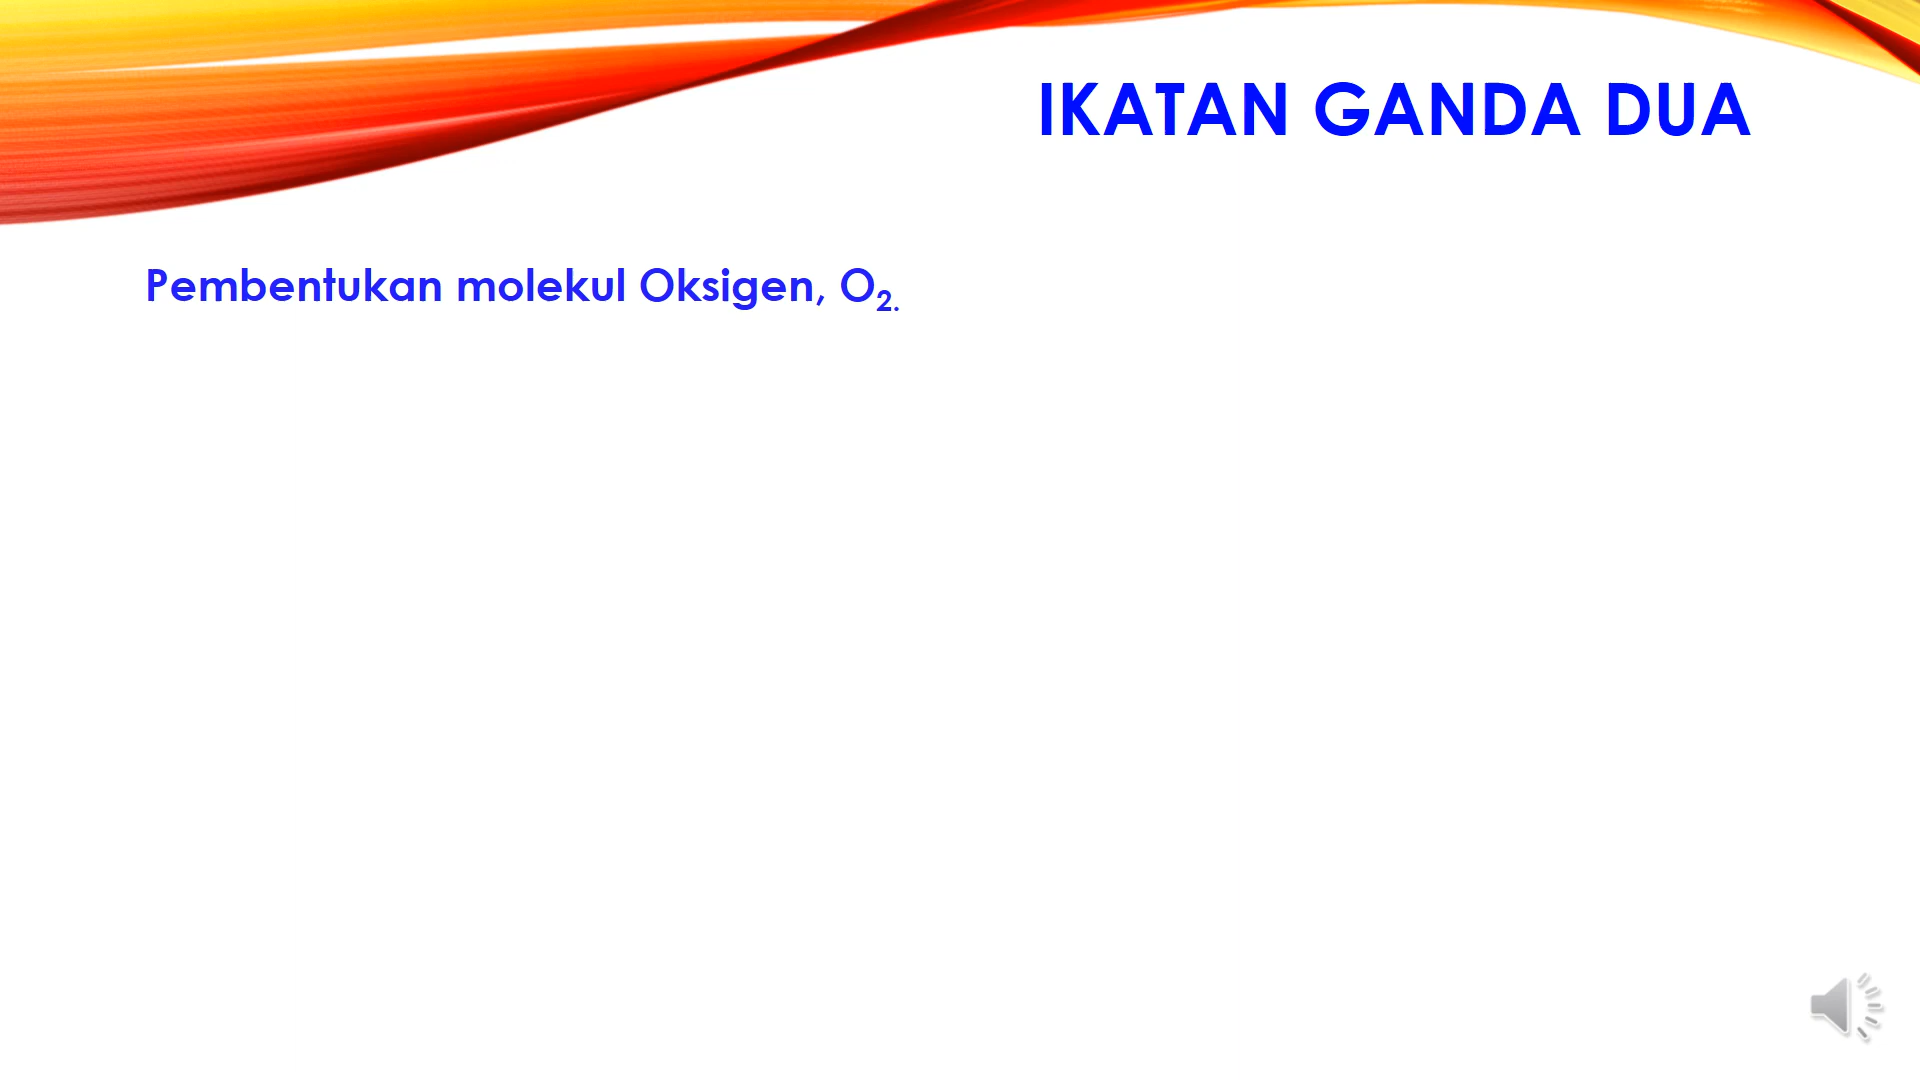 IKATAN GANDA DUA
Pembentukan molekul Oksigen, O₂.